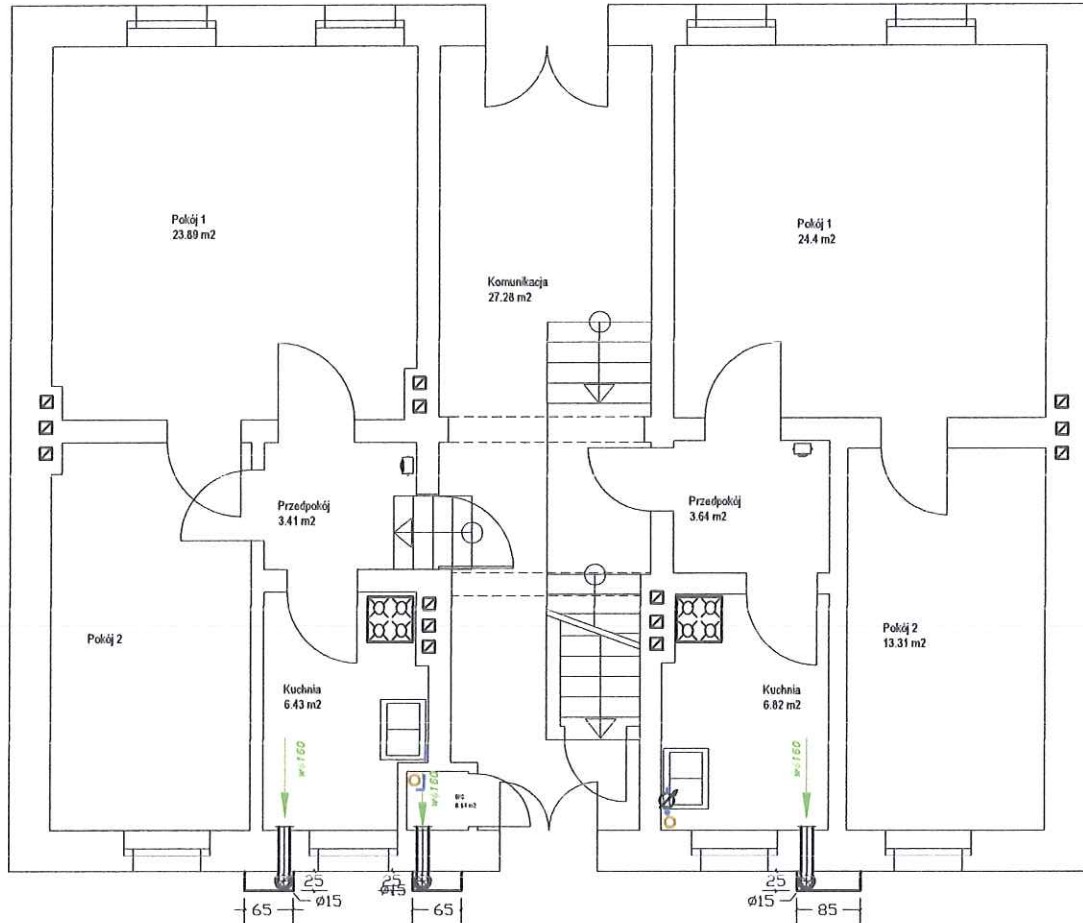 Pokój 1
23.89 m2
Pokój 1
24.4 m2
Komunikacja
27.28 m2
Przedpokój
3.41 m2
Przedpokój
3.64 m2
Pokój 2
Pokój 2
13.31 m2
Kuchnia
6.43 m2
Kuchnia
6.82 m2
m2
25
25
25
Ø15
Ø15
Ø15
65
65
85